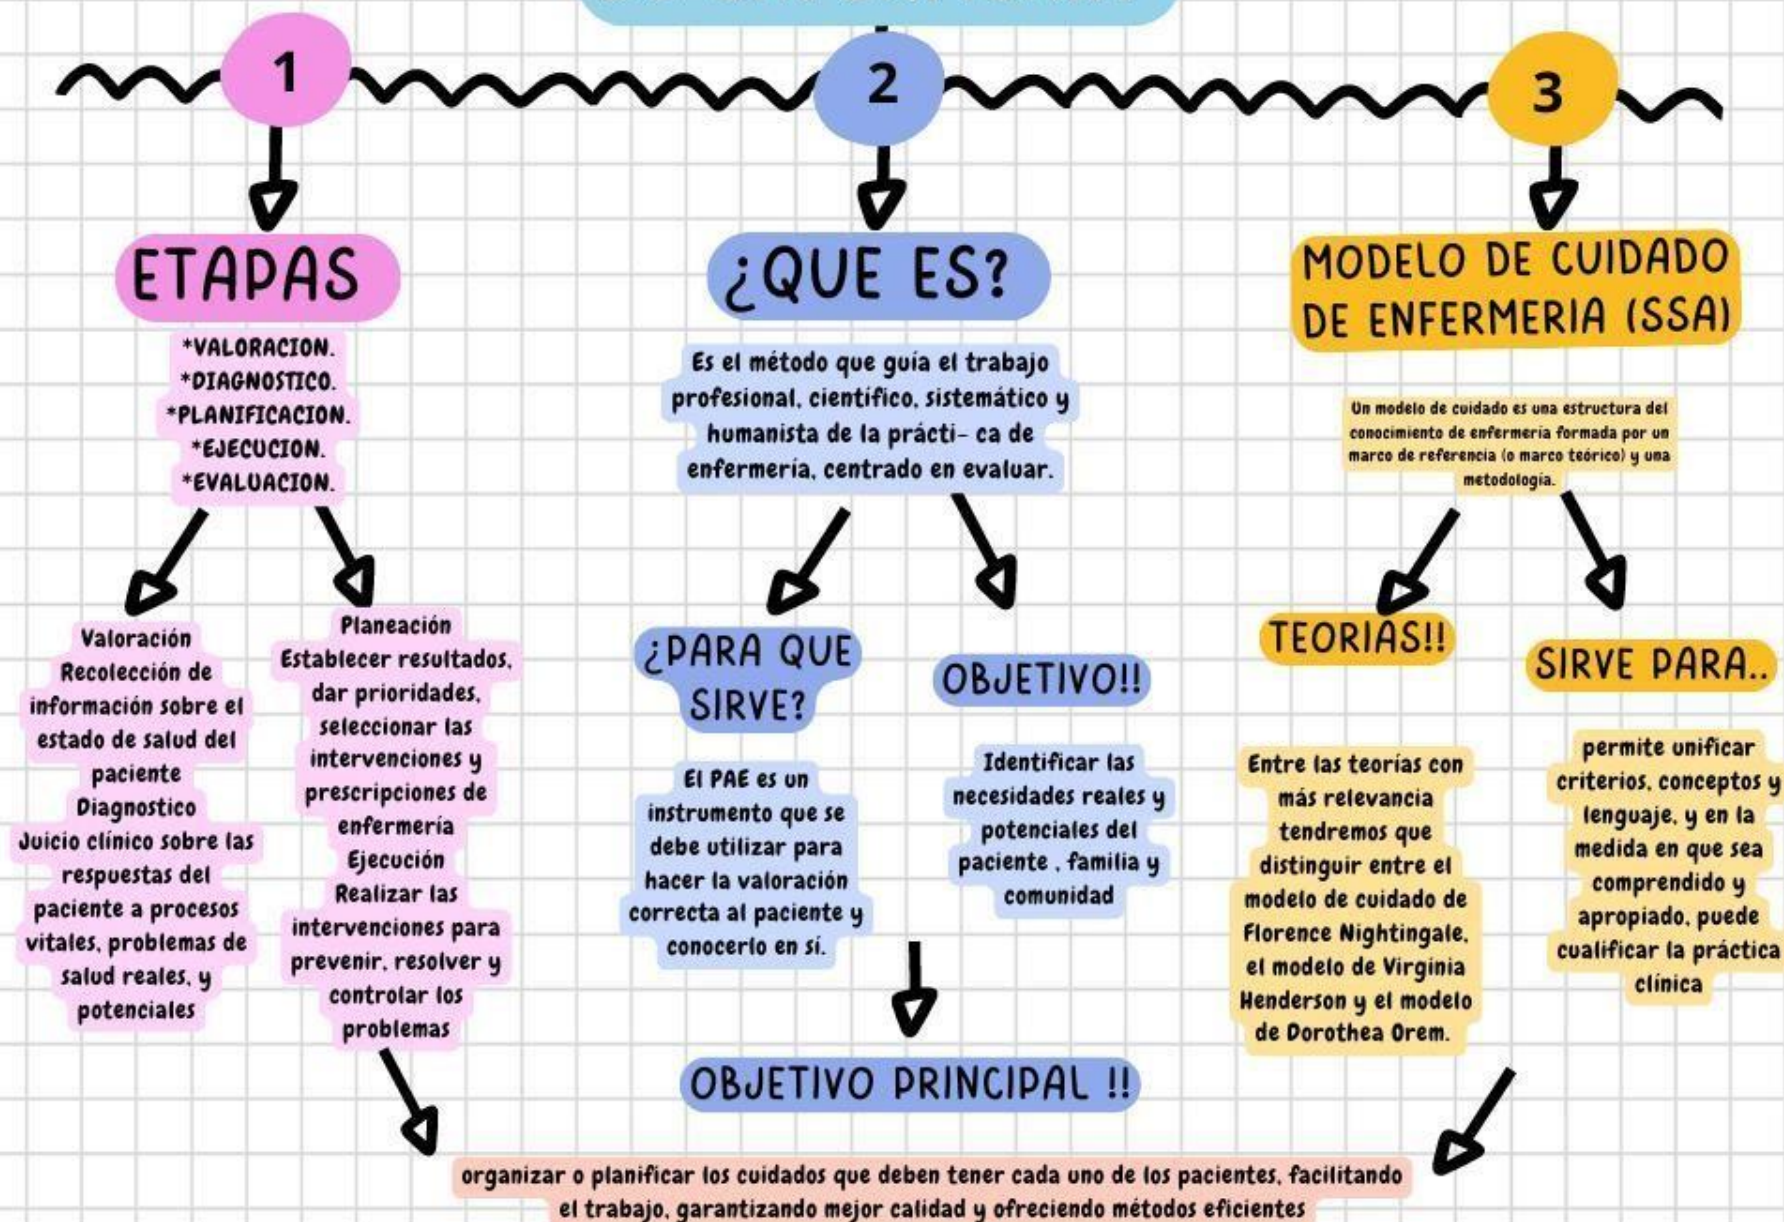 1
2
3
ETAPAS
*VALORACION.
*DIAGNOSTICO.
*PLANIFICACION.
*EJECUCION.
*EVALUACION.
Valoración
Recolección de
información sobre el
estado de salud del
paciente
Diagnostico
Juicio clínico sobre las
respuestas del
paciente a procesos
vitales, problemas de
salud reales, y
potenciales
Planeación
Establecer resultados,
dar prioridades,
seleccionar las
intervenciones y
prescripciones de
enfermería
Ejecución
Realizar las
intervenciones para
prevenir, resolver y
controlar los
problemas
¿QUE ES?
Es el método que guía el trabajo
profesional, científico, sistemático y
humanista de la prácti- ca de
enfermería, centrado en evaluar.
¿PARA QUE
SIRVE?
El PAE es un
instrumento que se
debe utilizar para
hacer la valoración
correcta al paciente y
conocerlo en sí.
OBJETIVO!!
Identificar las
necesidades reales y
potenciales del
paciente , familia y
comunidad
OBJETIVO PRINCIPAL !!
MODELO DE CUIDADO
DE ENFERMERIA (SSA)
Un modelo de cuidado es una estructura del
conocimiento de enfermería formada por un
marco de referencia (o marco teórico) y una
metodología.
TEORIAS!!
Entre las teorías con
más relevancia
tendremos que
distinguir entre el
modelo de cuidado de
Florence Nightingale,
el modelo de Virginia
Henderson y el modelo
de Dorothea Orem.
SIRVE PARA..
permite unificar
criterios, conceptos y
lenguaje, y en la
medida en que sea
comprendido y
apropiado, puede
cualificar la práctica
clínica
organizar o planificar los cuidados que deben tener cada uno de los pacientes, facilitando
el trabajo, garantizando mejor calidad y ofreciendo métodos eficientes